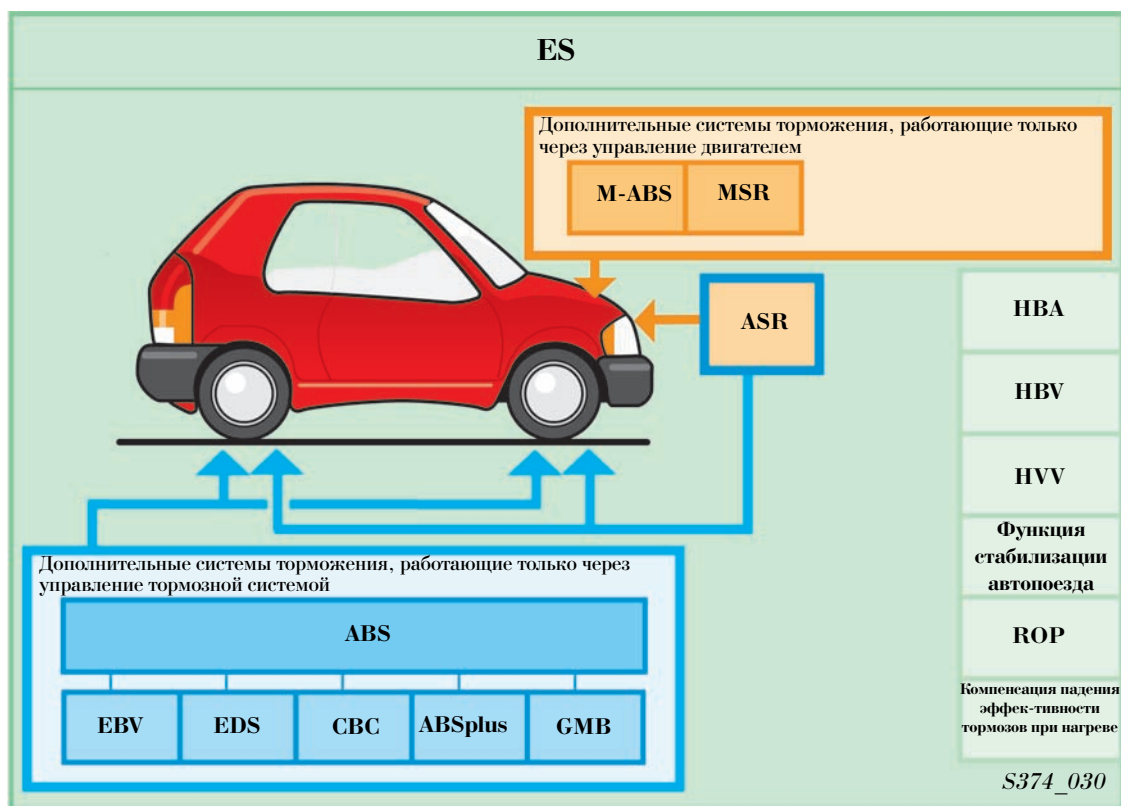 ES
Дополнительные системы торможения, работающие только
через управление двигателем
M-ABS
MSR
ASR
HBA
HBV
HVV
Функция
стабилизации
автопоезда
ROP
Компенсация падения
эффек-тивности
тормозов при нагреве
Дополнительные системы торможения, работающие только через
управление тормозной системой
ABS
EBV
EDS
CBC
ABSplus
GMB
S374_030